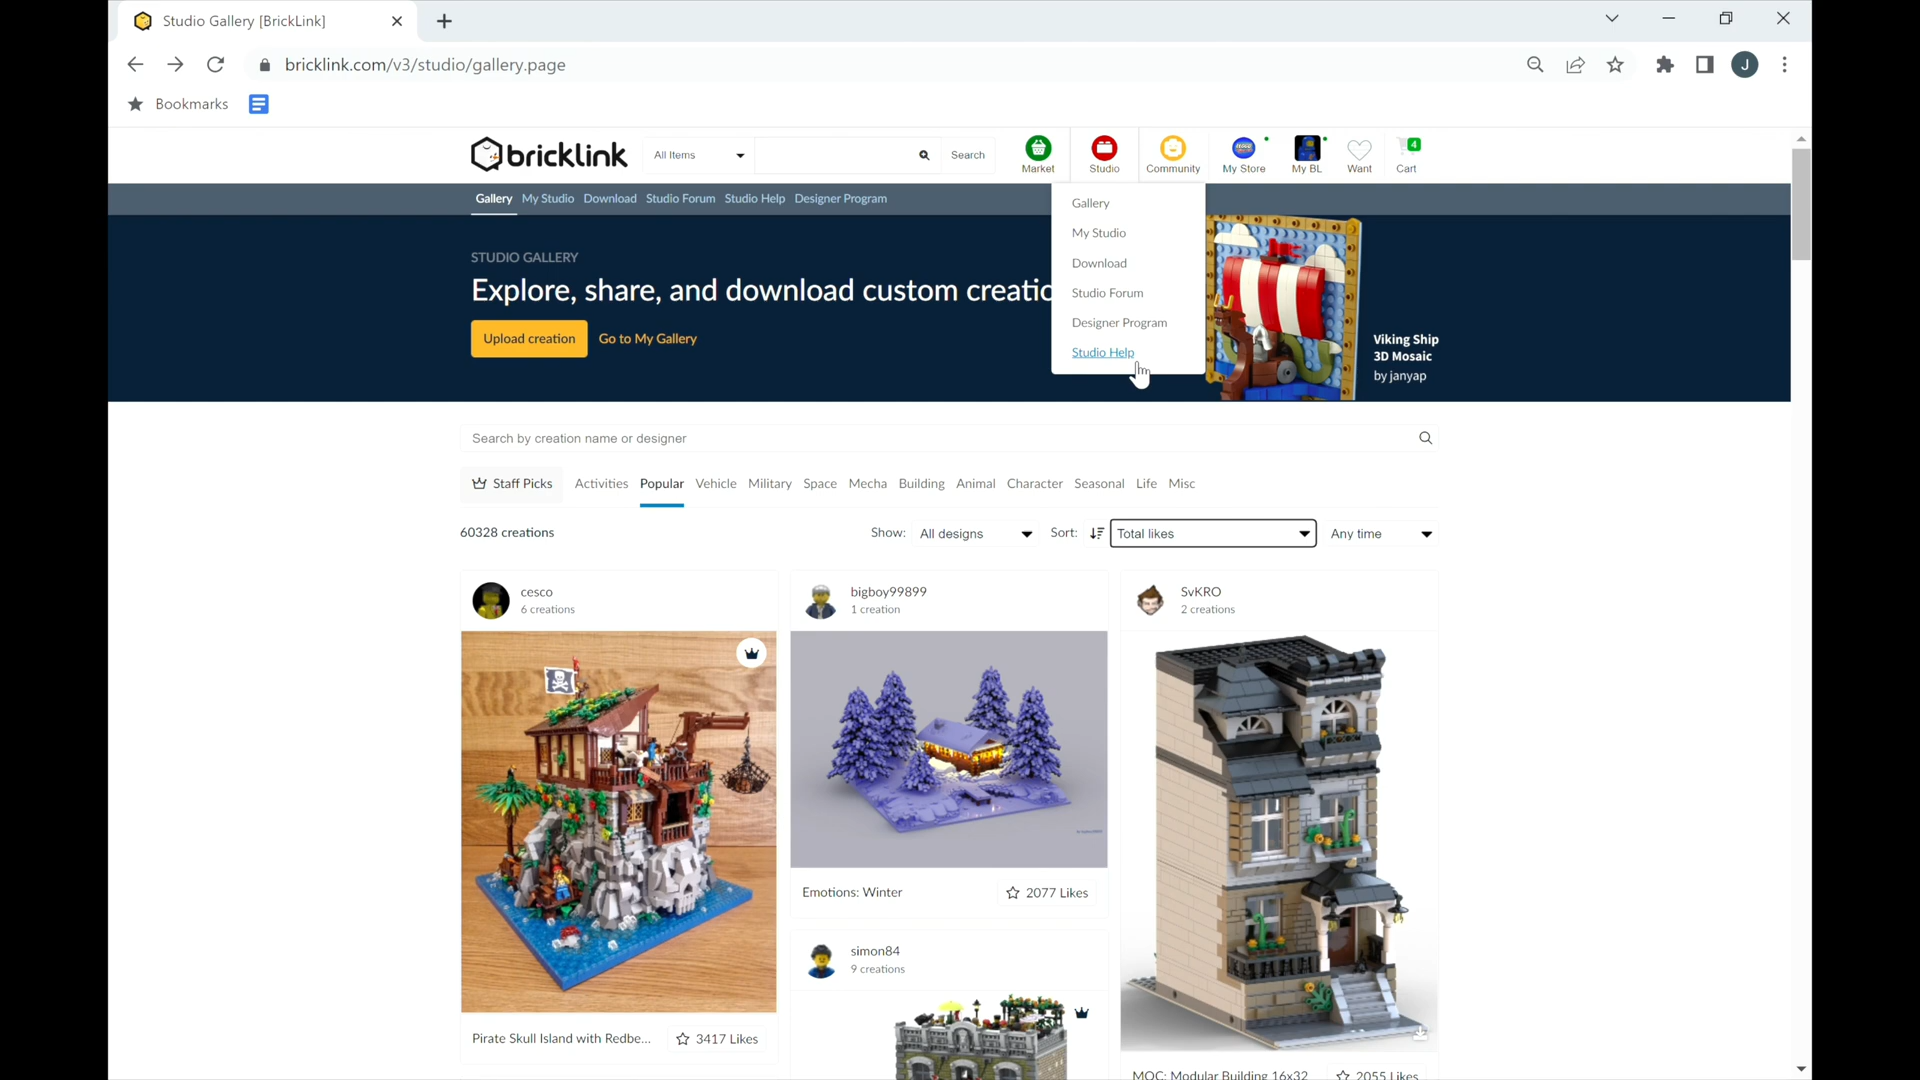 Studio Gallery [BrickLink]
bricklink.com/v3/studio/gallery.page
J
Bookmarks
bricklink
All Items
Search
Market
Studio
Community
My Store
My BL
Want
4
Cart
Gallery My Studio Download Studio Forum Studio Help Designer Program
Gallery
My Studio
Download
Studio Forum
Designer Program
Studio Help
STUDIO GALLERY
Explore, share, and download custom creatic
Upload creation
Go to My Gallery
Viking Ship
3D Mosaic
by janyap
Search by creation name or designer
Staff Picks Activities Popular Vehicle Military Space Mecha Building Animal Character Seasonal Life Misc
60328 creations
Show: All designs Sort: Total likes Any time
cesco
6 creations
Pirate Skull Island with Redbe...
3417 Likes
bigboy99899
1 creation
Emotions: Winter
2077 Likes
simon84
9 creations
SvKRO
2 creations
MOC: Modular Building 16x32
2055 Likes